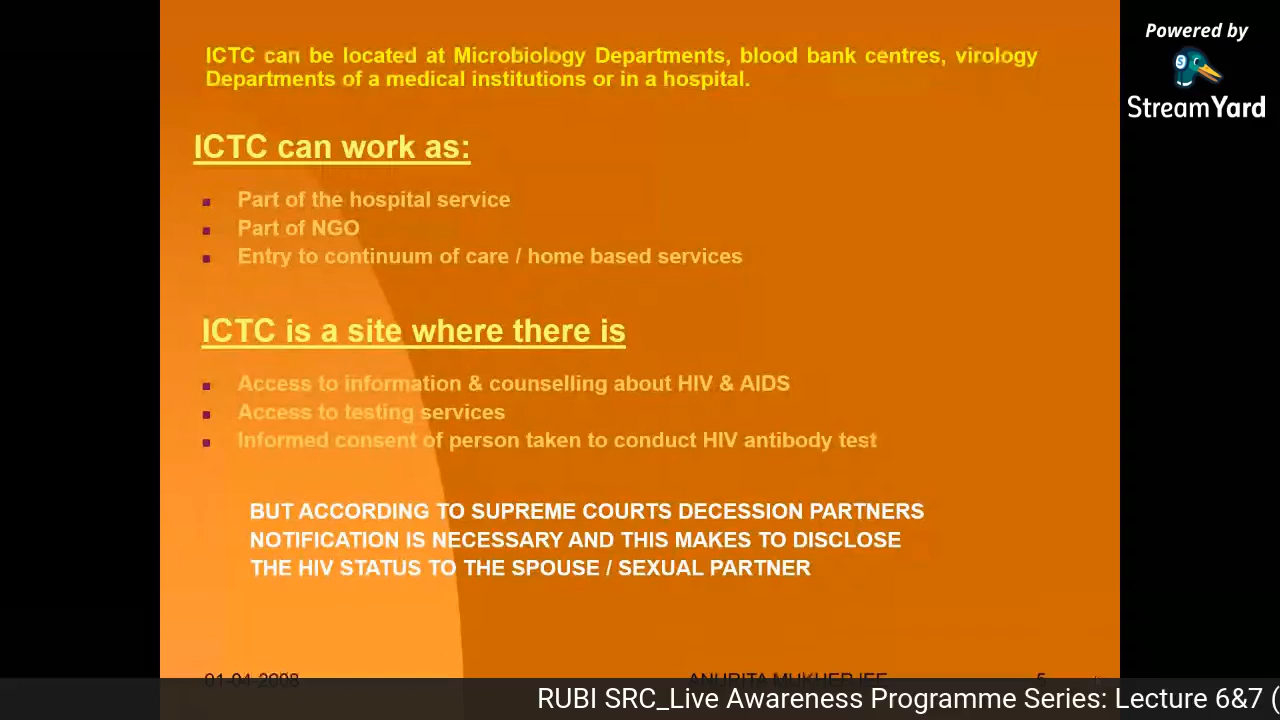 ICTC can be located at Microbiology Departments, blood bank centres, virology
Departments of a medical institutions or in a hospital.
Powered by
StreamYard
ICTC can work as:
Part of the hospital service
Part of NGO
Entry to continuum of care / home based services
ICTC is a site where there is
Access to information & counselling about HIV & AIDS
Access to testing services
Informed consent of person taken to conduct HIV antibody test
BUT ACCORDING TO SUPREME COURTS DECESSION PARTNERS
NOTIFICATION IS NECESSARY AND THIS MAKES TO DISCLOSE
THE HIV STATUS TO THE SPOUSE / SEXUAL PARTNER
01-04-2008 ANURITA MUKHERJEE 5
RUBI SRC_Live Awareness Programme Series: Lecture 6&7 (